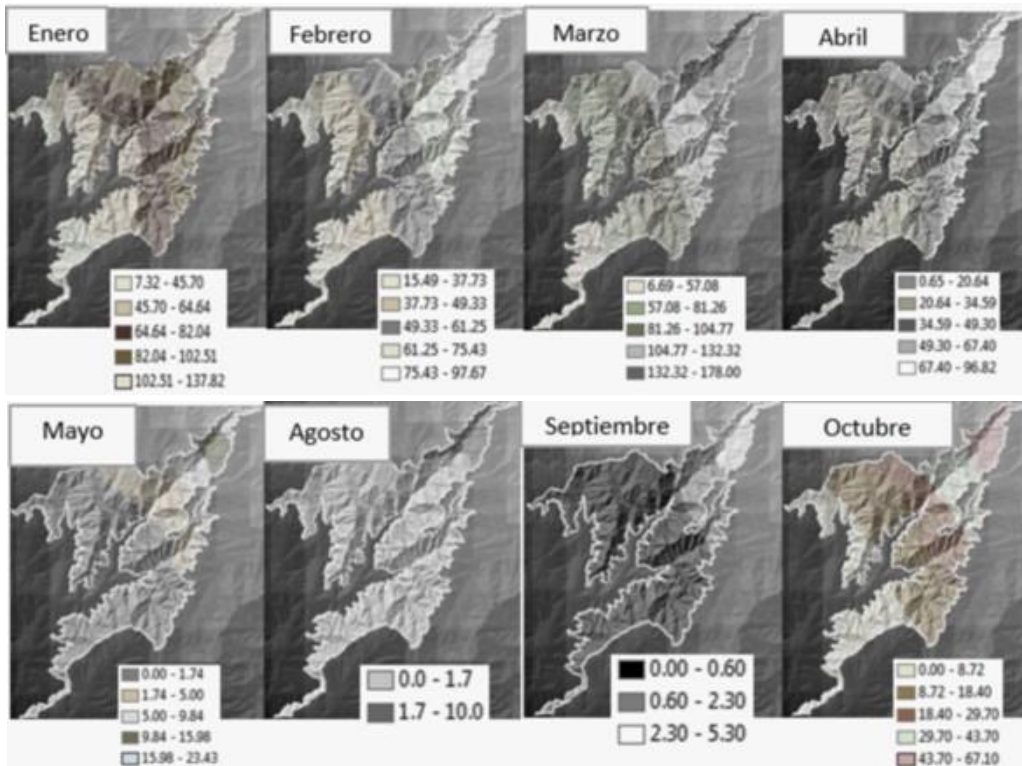 Enero
7.32 - 45.70
45.70 - 64.64
64.64 - 82.04
82.04 - 102.51
102.51 - 137.82
Febrero
15.49 - 37.73
37.73 - 49.33
49.33 - 61.25
61.25 - 75.43
75.43 - 97.67
Marzo
6.69 - 57.08
57.08 - 81.26
81.26 - 104.77
104.77 - 132.32
132.32 - 178.00
Abril
0.65 - 20.64
20.64 - 34.59
34.59 - 49.30
49.30 - 67.40
67.40 - 96.82
Mayo
0.00 - 1.74
1.74 - 5.00
5.00 - 9.84
9.84 - 15.98
15.98 - 23.43
Agosto
0.0 - 1.7
1.7 - 10.0
Septiembre
0.00 - 0.60
0.60 - 2.30
2.30 - 5.30
Octubre
0.00 - 8.72
8.72 - 18.40
18.40 - 29.70
29.70 - 43.70
43.70 - 67.10